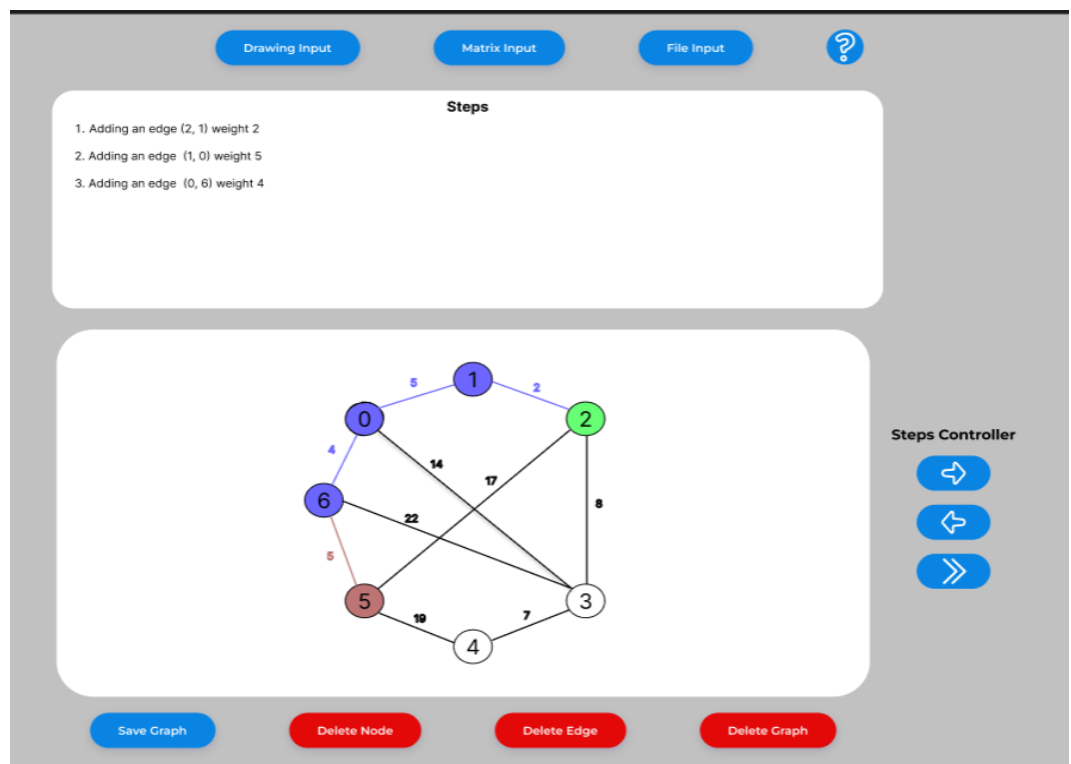 Drawing Input Matrix Input File Input ?
Steps
1. Adding an edge (2, 1) weight 2
2. Adding an edge (1, 0) weight 5
3. Adding an edge (0, 6) weight 4
1
5
2
0
2
4
14
17
6
22
8
Steps Controller
5
5
3
19
7
4
Save Graph Delete Node Delete Edge Delete Graph